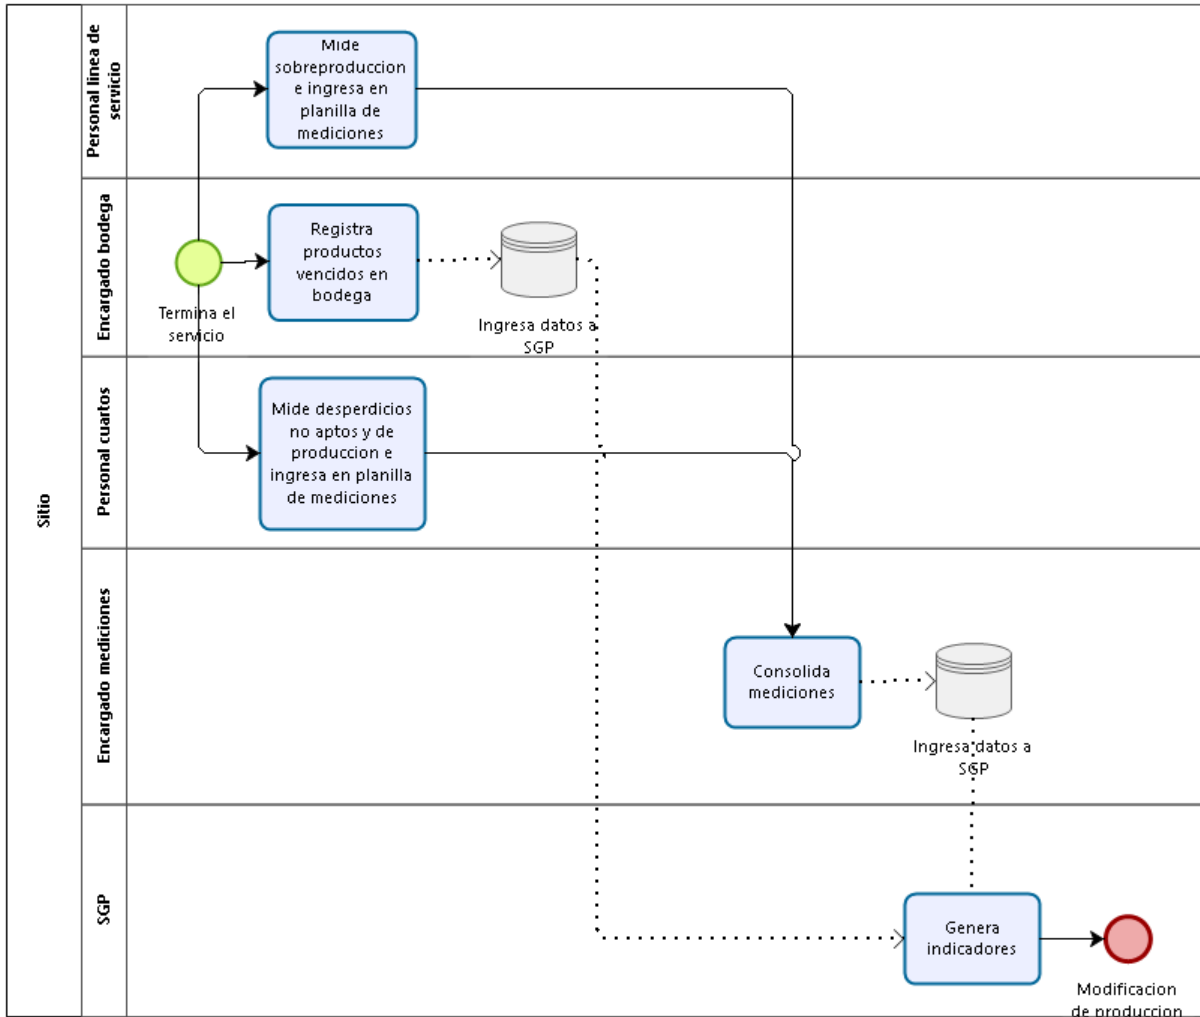 Sitio
Personal linea de
servicio
Mide
sobreproduccion
e ingresa en
planilla de
mediciones
Encargado bodega
Termina el
servicio
Registra
productos
vencidos en
bodega
Ingresa datos a
SGP
Personal cuartos
Mide desperdicios
no aptos y de
produccion e
ingresa en planilla
de mediciones
Encargado mediciones
Consolida
mediciones
Ingresa datos a
SGP
SGP
Genera
indicadores
Modificacion
de produccion